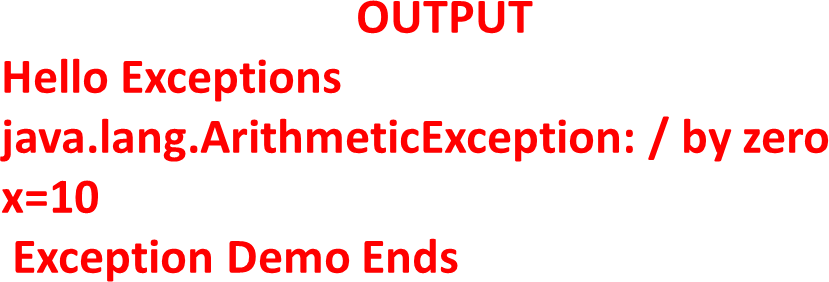 OUTPUT
Hello Exceptions
java.lang.ArithmeticException: / by zero
x=10
Exception Demo Ends